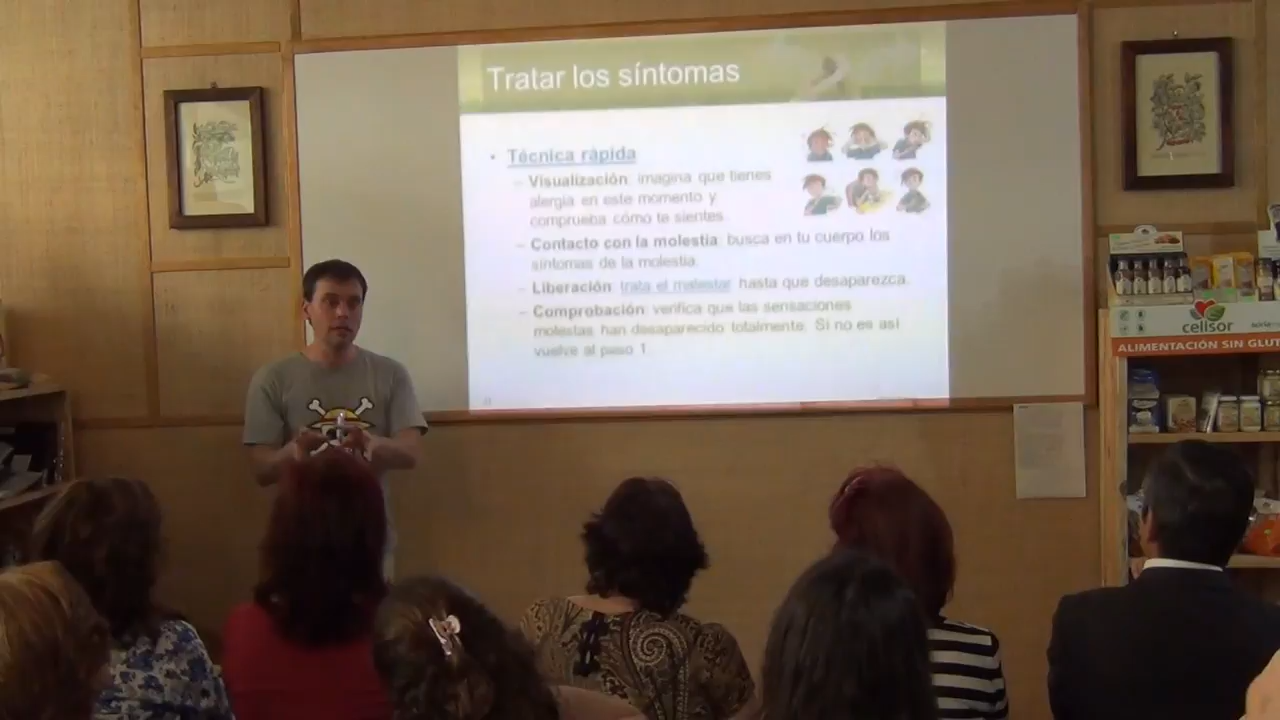 Tratar los síntomas
• Técnica rápida
– Visualización: imagina que tienes
alergia en este momento y
comprueba cómo te sientes.
– Contacto con la molestia: busca en tu cuerpo los
síntomas de la molestia.
– Liberación: trata el malestar hasta que desaparezca.
– Comprobación: verifica que las sensaciones
molestas han desaparecido totalmente. Si no es así
vuelve al paso 1.
celisor
ALIMENTACIÓN SIN GLUT